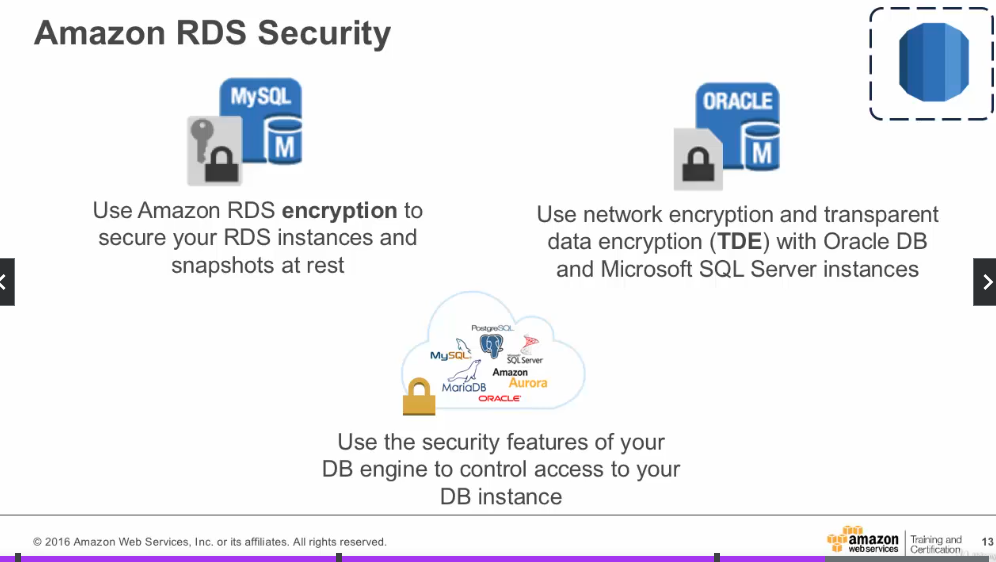 Amazon RDS Security
MySQL
M
ORACLE
M
Use Amazon RDS encryption to
secure your RDS instances and
snapshots at rest
Use network encryption and transparent
data encryption (TDE) with Oracle DB
and Microsoft SQL Server instances
PostgreSQL
MySQL
SQL Server
Amazon
Aurora
MariaDB
ORACLE
Use the security features of your
DB engine to control access to your
DB instance
© 2016 Amazon Web Services, Inc. or its affiliates. All rights reserved.
amazon
web services
Training and
Certification
13